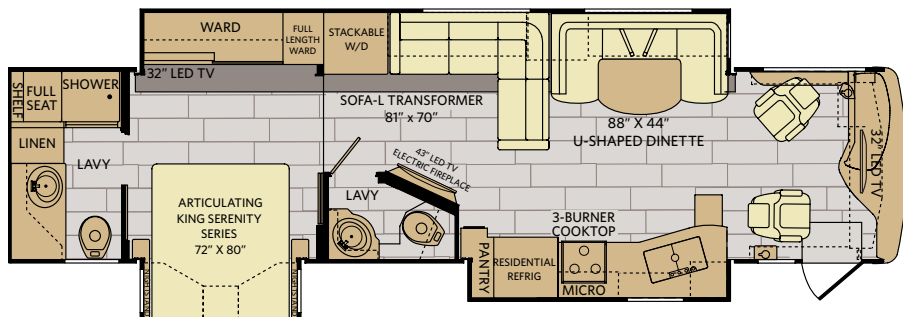 WARD
FULL
LENGTH
WARD
STACKABLE
W/D
32" LED TV
SHELF
FULL
SEAT
SHOWER
SOFA-L TRANSFORMER
81" x 70"
88" X 44"
U-SHAPED DINETTE
32" LED TV
LINEN
LAVY
43" LED TV
ELECTRIC FIREPLACE
LAVY
ARTICULATING
KING SERENITY
SERIES
72" X 80"
3-BURNER
COOKTOP
PANTRY
RESIDENTIAL
REFRIG
MICRO